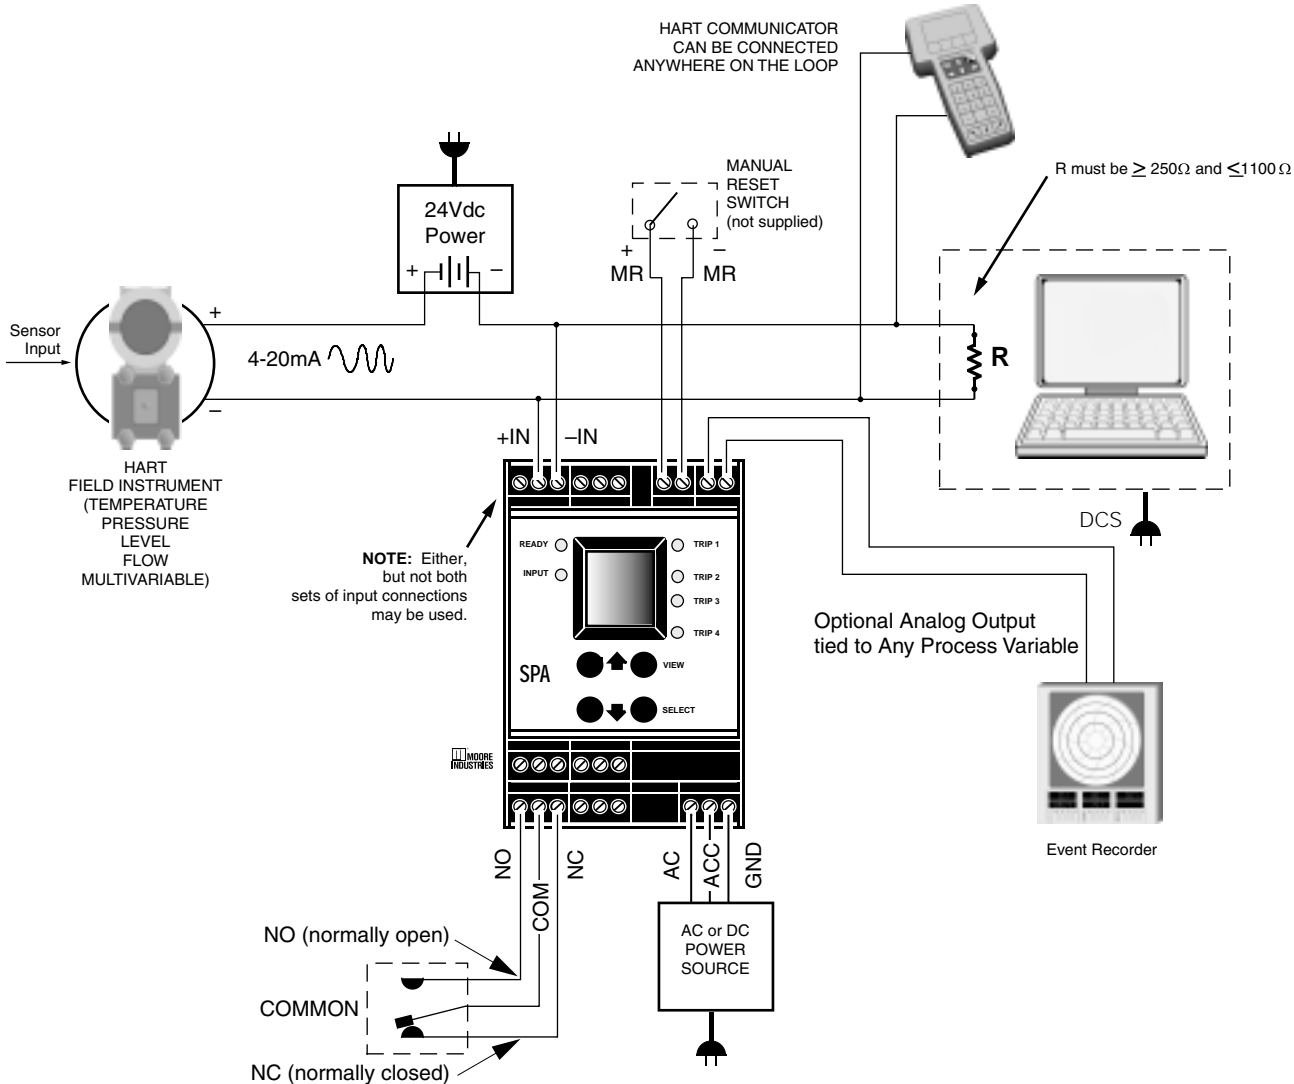 HART COMMUNICATOR
CAN BE CONNECTED
ANYWHERE ON THE LOOP
R must be ≥ 250Ω and ≤1100 Ω
MANUAL
RESET
SWITCH
(not supplied)
24Vdc
Power
+
–
+
–
MR
MR
Sensor
Input
+
4-20mA
R
–
+IN
–IN
HART
FIELD INSTRUMENT
(TEMPERATURE
PRESSURE
LEVEL
FLOW
MULTIVARIABLE)
NOTE: Either,
but not both
sets of input connections
may be used.
DCS
READY
INPUT
TRIP 1
TRIP 2
TRIP 3
TRIP 4
SPA
VIEW
SELECT
Optional Analog Output
tied to Any Process Variable
MOORE
INDUSTRIES
Event Recorder
NO
COM
NC
AC
ACC
GND
NO (normally open)
COMMON
NC (normally closed)
AC or DC
POWER
SOURCE